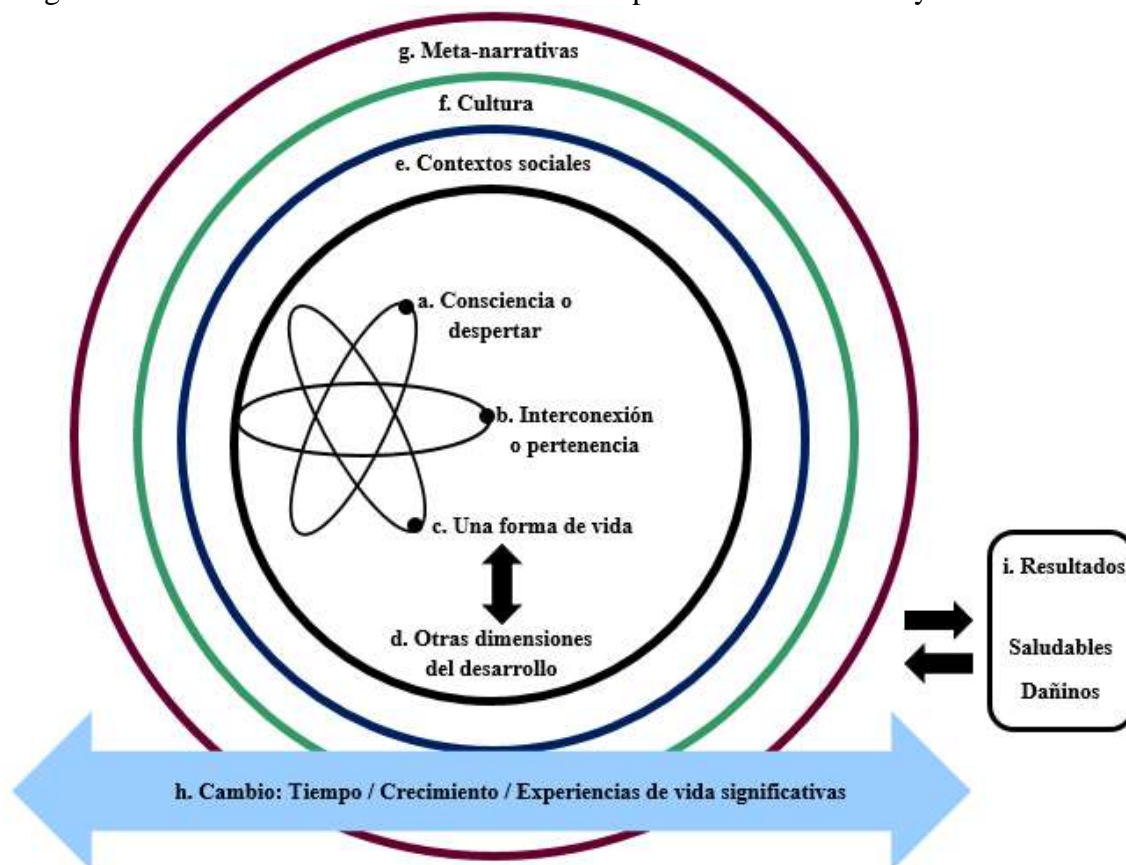 g. Meta-narrativas
f. Cultura
e. Contextos sociales
a. Consciencia o
despertar
b. Interconexión
o pertenencia
c. Una forma de vida
d. Otras dimensiones
del desarrollo
i. Resultados
Saludables
Dañinos
h. Cambio: Tiempo / Crecimiento / Experiencias de vida significativas